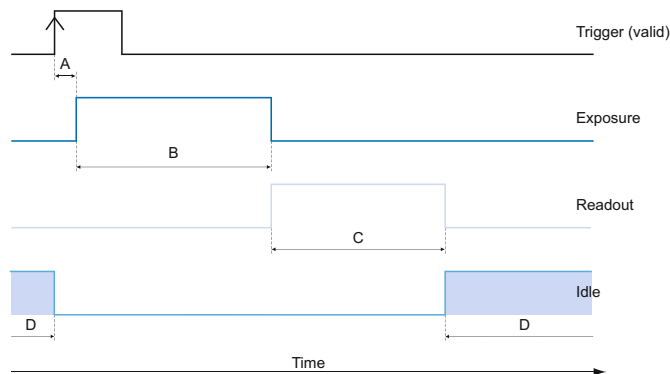 Trigger (valid)
A
Exposure
B
Readout
C
Idle
D
D
Time